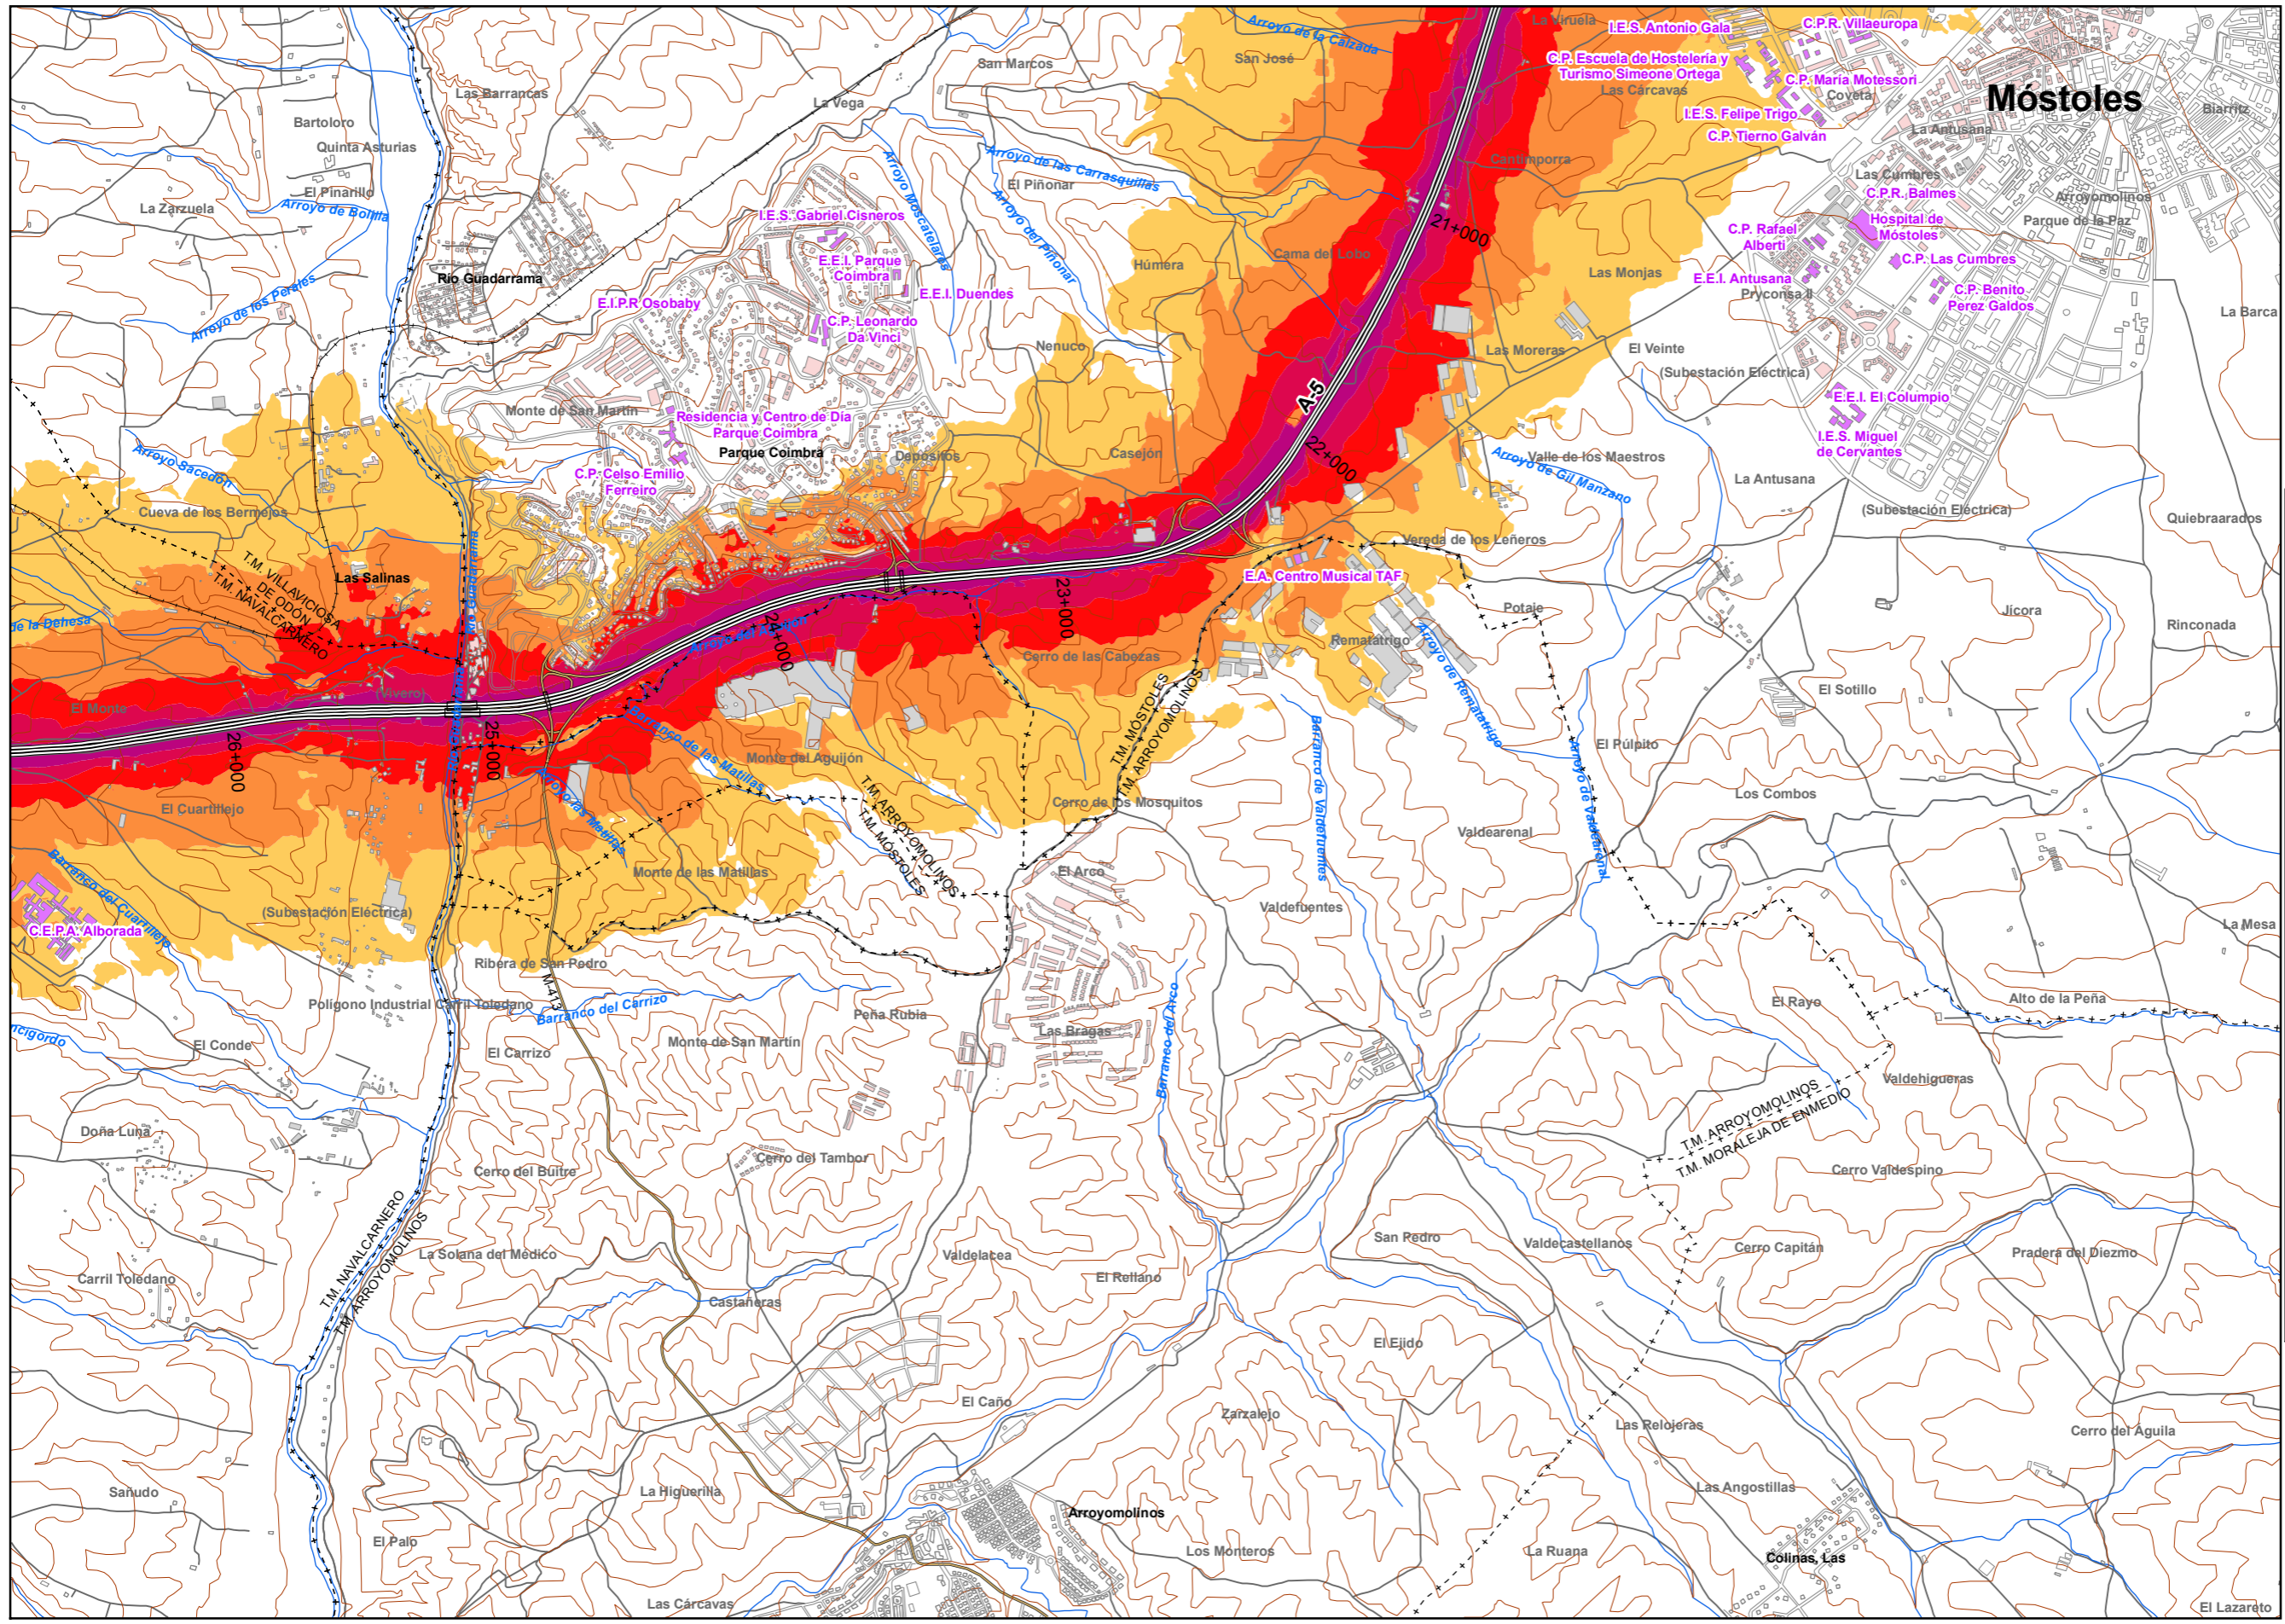 Arroyo de la Calzada
La Viruela
I.E.S. Antonio Gala
C.P.R. Villaeuropa
San José
San Marcos
C.P. Escuela de Hostelería y
Turismo Simeone Ortega
C.P. María Motessori
Las Cárcavas
Coveta
Móstoles
Biarritz
Las Barrancas
La Vega
I.E.S. Felipe Trigo
C.P. Tierno Galván
La Antusana
Bartoloro
Quinta Asturias
Arroyo Moscatelares
Arroyo de las Carrasquillas
Cantimporra
El Pinarillo
El Piñonar
Las Cumbres
C.P.R. Balmes
Arroyomolinos
La Zarzuela
Arroyo de Bolilla
I.E.S. Gabriel Cisneros
Arroyo del Piñonar
21+000
Hospital de
Móstoles
Parque de la Paz
C.P. Rafael
Alberti
E.E.I. Parque
Coimbra
Húmera
Cama del Lobo
Las Monjas
C.P. Las Cumbres
E.E.I. Antusana
Pryconsa II
Río Guadarrama
E.I.P.R Osobaby
E.E.I. Duendes
C.P. Benito
Perez Galdos
Arroyo de los Perales
C.P. Leonardo
Da Vinci
La Barca
Nenuco
Las Moreras
El Veinte
(Subestación Eléctrica)
A-5
E.E.I. El Columpio
Monte de San Martín
Residencia y Centro de Día
Parque Coimbra
Parque Coimbra
I.E.S. Miguel
de Cervantes
Arroyo Sacedón
Depósitos
Casejón
22+000
Arroyo de Gil Manzano
Valle de los Maestros
La Antusana
C.P. Celso Emilio
Ferreiro
Cueva de los Bermejos
(Subestación Eléctrica)
Quiebraarados
Vereda de los Leñeros
T.M. VILLAVICIOSA
DE ODÓN
T.M. NAVALCARNERO
Las Salinas
Río Guadarrama
E.A. Centro Musical TAF
23+000
de la Dehesa
Potaje
Jícora
Rinconada
24+000
Rematatrigo
Arroyo de Rematatrigo
Cerro de las Cabezas
El Monte
(Vivero)
T.M. MÓSTOLES
T.M. ARROYOMOLINOS
El Sotillo
26+000
25+000
Barranco de las Matillas
Barranco de Valdefuentes
El Púlpito
Arroyo de Valdearenal
Monte del Aguijón
Arroyo las Matillas
El Cuartillejo
T.M. ARROYOMOLINOS
T.M. MÓSTOLES
Cerro de los Mosquitos
Los Combos
Valdearenal
Monte de las Matillas
El Arco
Barranco del Cuartillejo
(Subestación Eléctrica)
Valdefuentes
C.E.P.A. Alborada
La Mesa
Ribera de San Pedro
M-413
Polígono Industrial Carril Toledano
Barranco del Carrizo
Peña Rubia
Barranco del Arco
El Rayo
Alto de la Peña
ncigordo
El Conde
El Carrizo
Monte de San Martín
Las Bragas
Valdehigueras
Doña Luna
T.M. ARROYOMOLINOS
T.M. MORALEJA DE ENMEDIO
Cerro del Buitre
Cerro del Tambor
Cerro Valdespino
T.M. NAVALCARNERO
T.M. ARROYOMOLINOS
La Solana del Médico
Valdelacea
San Pedro
Valdecastellanos
Cerro Capitán
Pradera del Diezmo
Carril Toledano
El Rellano
Castañeras
El Ejido
El Caño
Zarzalejo
Las Relojeras
Cerro del Águila
Sañudo
La Higuerilla
Las Angostillas
Arroyomolinos
El Palo
Los Monteros
La Ruana
Colinas, Las
Las Cárcavas
El Lazareto